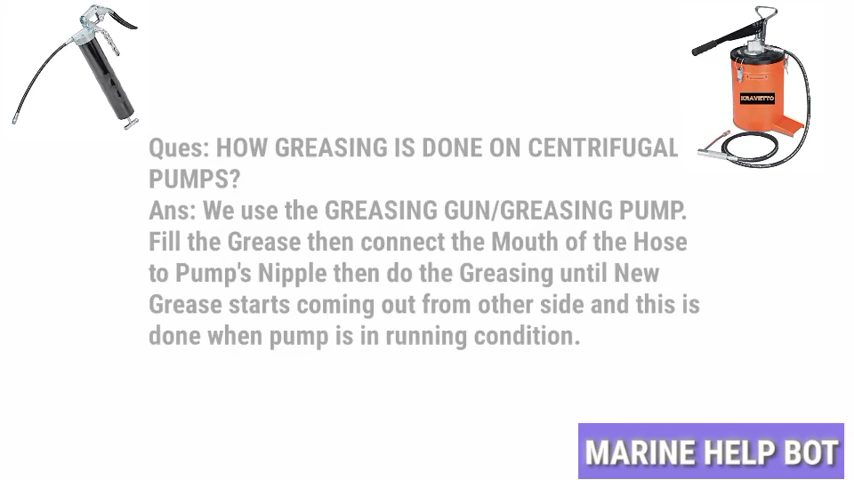 KRAVETTO
Ques: HOW GREASING IS DONE ON CENTRIFUGAL
PUMPS?
Ans: We use the GREASING GUN/GREASING PUMP.
Fill the Grease then connect the Mouth of the Hose
to Pump's Nipple then do the Greasing until New
Grease starts coming out from other side and this is
done when pump is in running condition.
MARINE HELP BOT